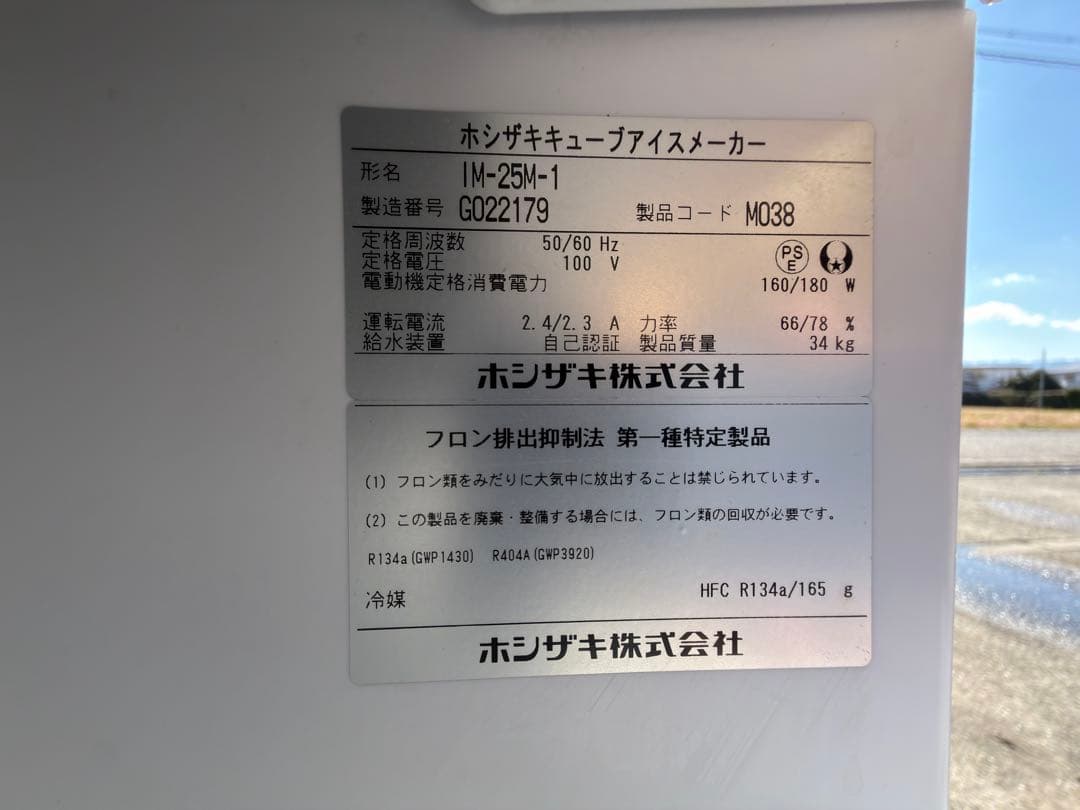 ホシザキキューブアイスメーカー
形名 IM-25M-1
製造番号 G022179 製品コード M038
定格周波数 50/60 Hz
定格電圧 100 V
PS E
電動機定格消費電力 160/180 W
運転電流 2.4/2.3 A 力率 66/78 %
給水装置 自己認証 製品質量 34 kg
ホシザキ株式会社
フロン排出抑制法 第一種特定製品
(1) フロン類をみだりに大気中に放出することは禁じられています。
(2) この製品を廃棄・整備する場合には、フロン類の回収が必要です。
R134a(GWP1430) R404A(GWP3920)
冷媒 HFC R134a/165 g
ホシザキ株式会社